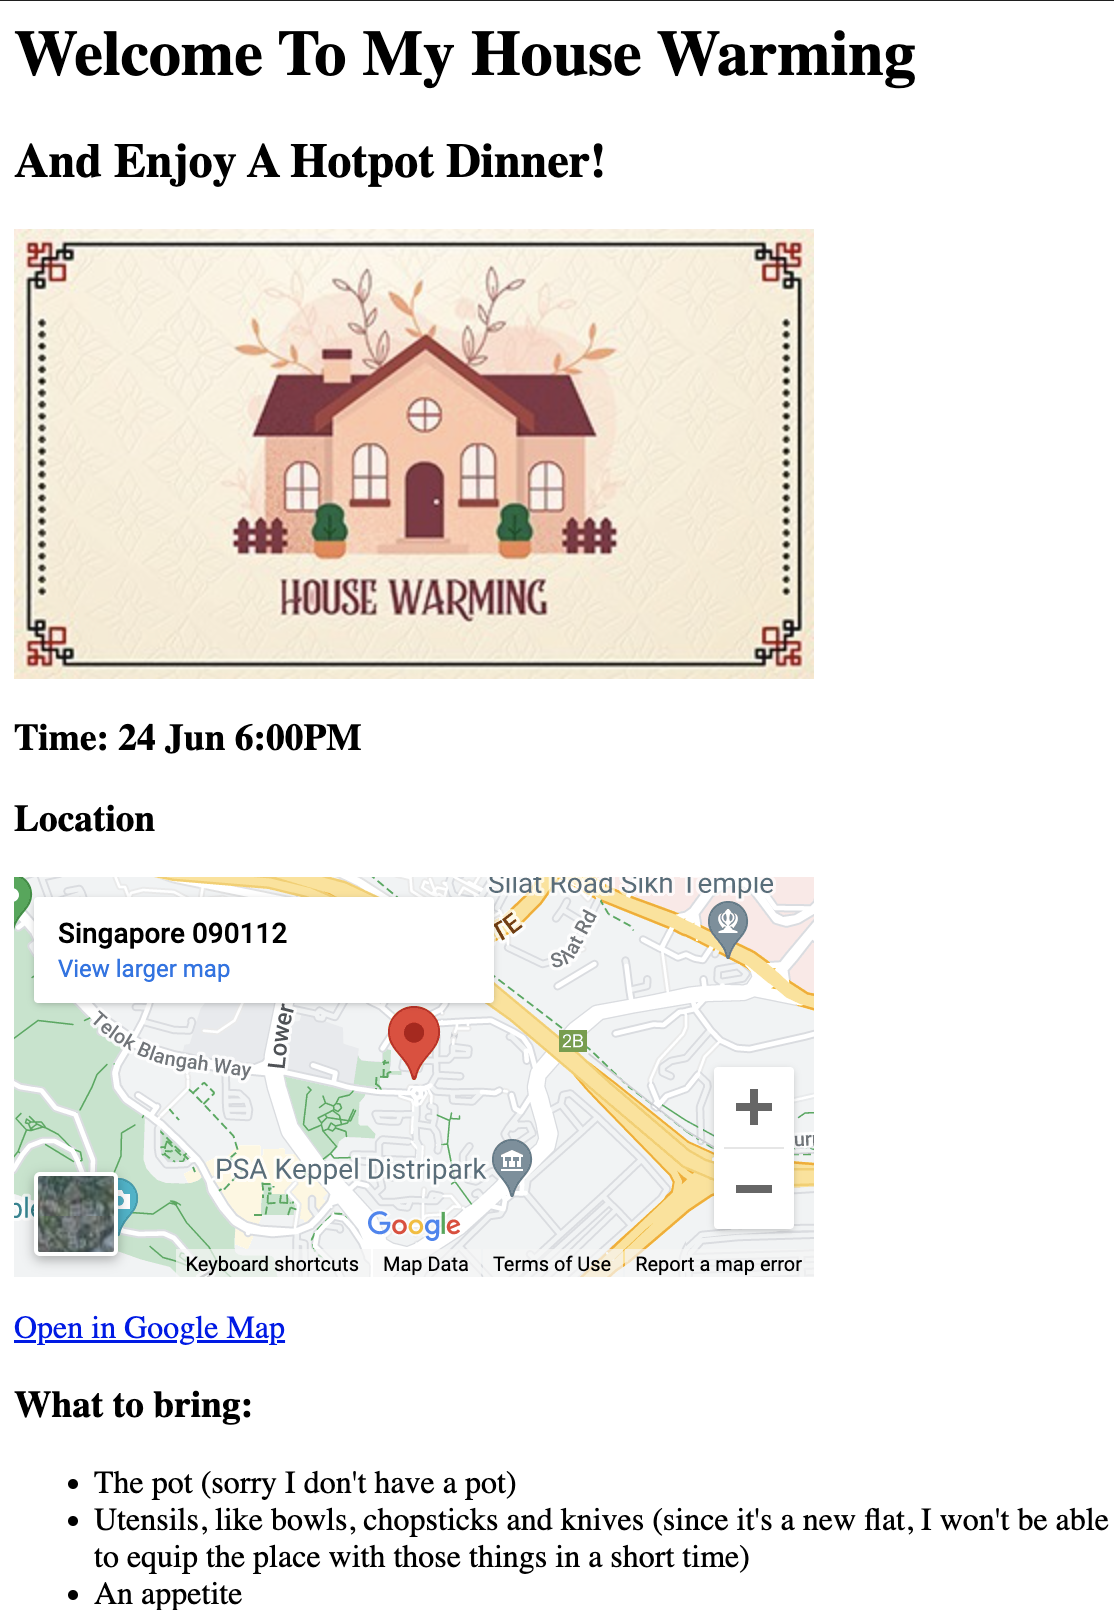 Welcome To My House Warming
And Enjoy A Hotpot Dinner!
HOUSE WARMING
Time: 24 Jun 6:00PM
Location
Silat Road Sikh Temple
Singapore 090112
View larger map
TE
Silat Rd
Lower
Telok Blangah Way
2B
PSA Keppel Distripark
Google
Keyboard shortcuts
Map Data
Terms of Use
Report a map error
Open in Google Map
What to bring:
The pot (sorry I don't have a pot)
Utensils, like bowls, chopsticks and knives (since it's a new flat, I won't be able
to equip the place with those things in a short time)
An appetite